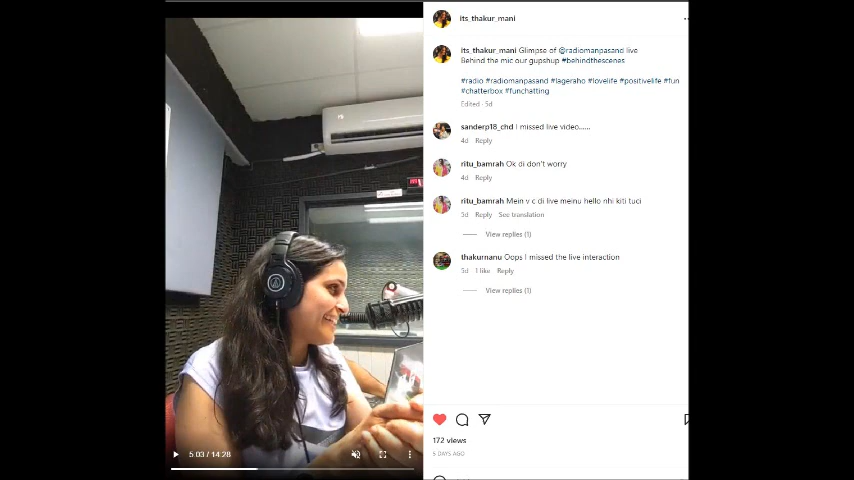 its_thakur_mani
its_thakur_mani Glimpse of @radiomanpasand live
Behind the mic our gupshup #behindthescenes
#radio #radiomanpasand #lageraho #lovelife #positivelife #fun
#chatterbox #funchatting
Edited · 5d
sanderp18_chd I missed live video......
4d Reply
ritu_bamrah Ok di don't worry
4d Reply
ritu_bamrah Mein v c di live meinu hello nhi kiti tuci
5d Reply See translation
View replies (1)
thakurnanu Oops I missed the live interaction
5d 1 like Reply
View replies (1)
5:03 / 14:28
172 views
5 DAYS AGO